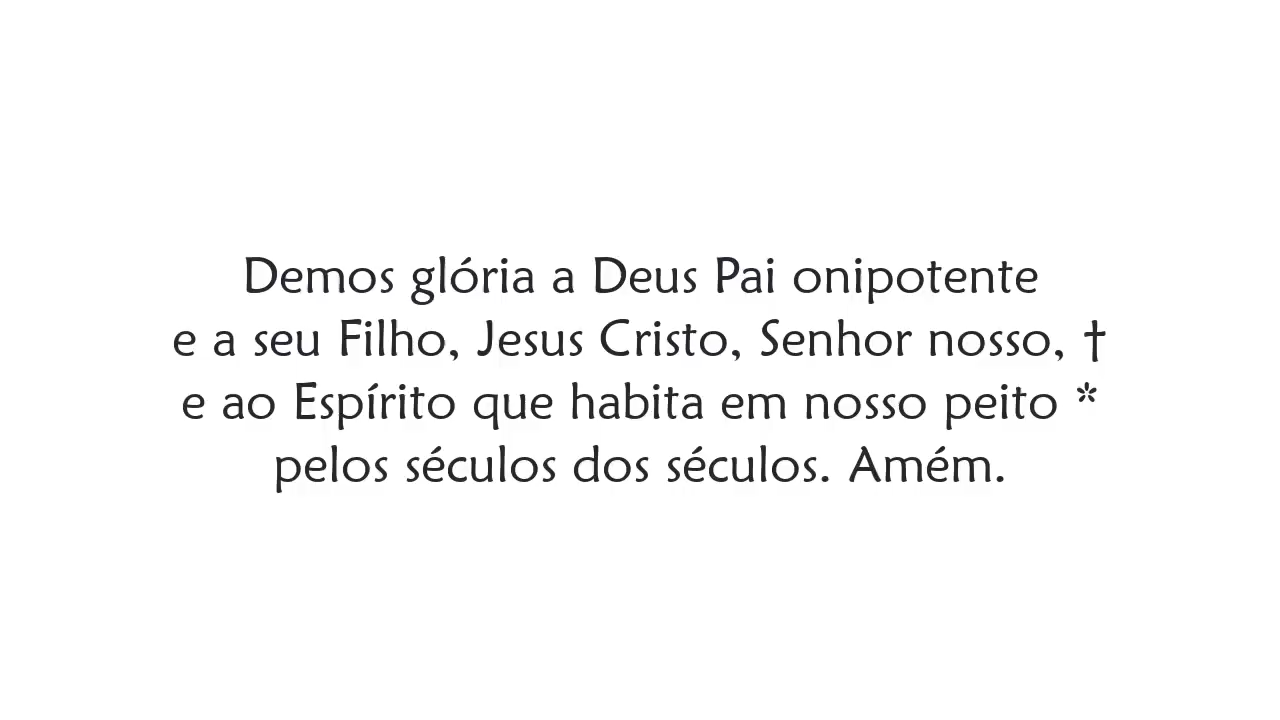 Demos glória a Deus Pai onipotente
e a seu Filho, Jesus Cristo, Senhor nosso, †
e ao Espírito que habita em nosso peito *
pelos séculos dos séculos. Amém.